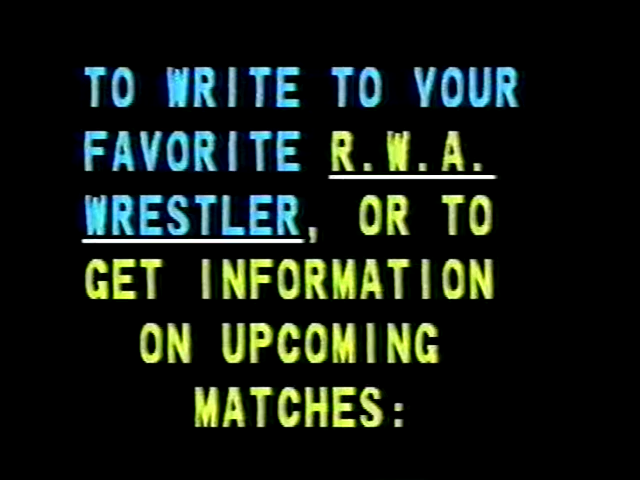 TO WRITE TO YOUR
FAVORITE R.W.A.
WRESTLER, OR TO
GET INFORMATION
ON UPCOMING
MATCHES: